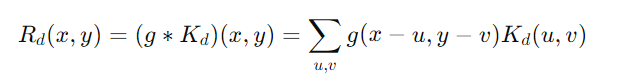 R_d(x, y) = (g * K_d)(x, y) = ∑_{u,v} g(x − u, y − v)K_d(u, v)